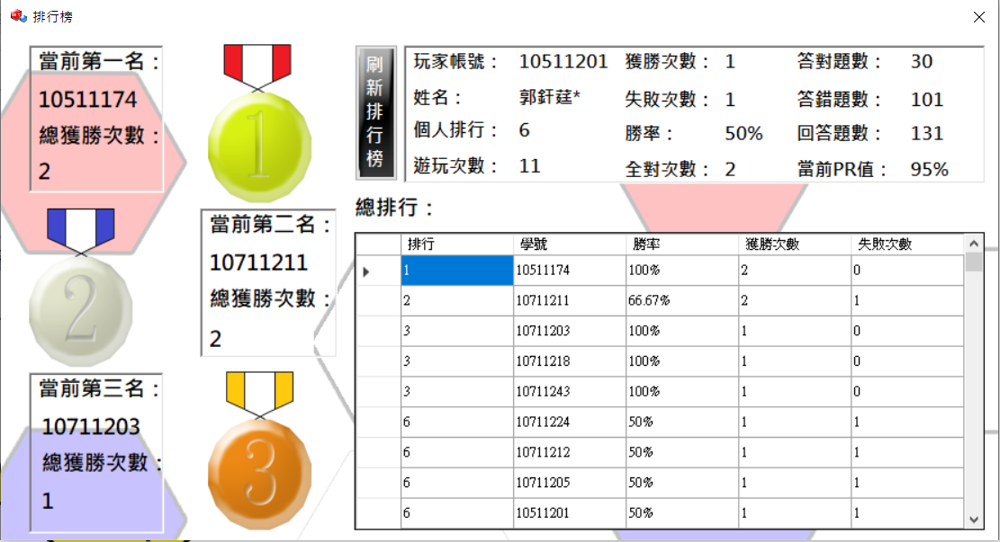 排行榜
當前第一名：
10511174
總獲勝次數：
2
1
2
當前第二名：
10711211
總獲勝次數：
2
當前第三名：
10711203
總獲勝次數：
1
3
刷新排行榜
玩家帳號： 10511201 獲勝次數： 1 答對題數： 30
姓名： 郭釬莛* 失敗次數： 1 答錯題數： 101
個人排行： 6 勝率： 50% 回答題數： 131
遊玩次數： 11 全對次數： 2 當前PR值： 95%
總排行：
排行 學號 勝率 獲勝次數 失敗次數
1 10511174 100% 2 0
2 10711211 66.67% 2 1
3 10711203 100% 1 0
3 10711218 100% 1 0
3 10711243 100% 1 0
6 10711224 50% 1 1
6 10711212 50% 1 1
6 10711205 50% 1 1
6 10511201 50% 1 1